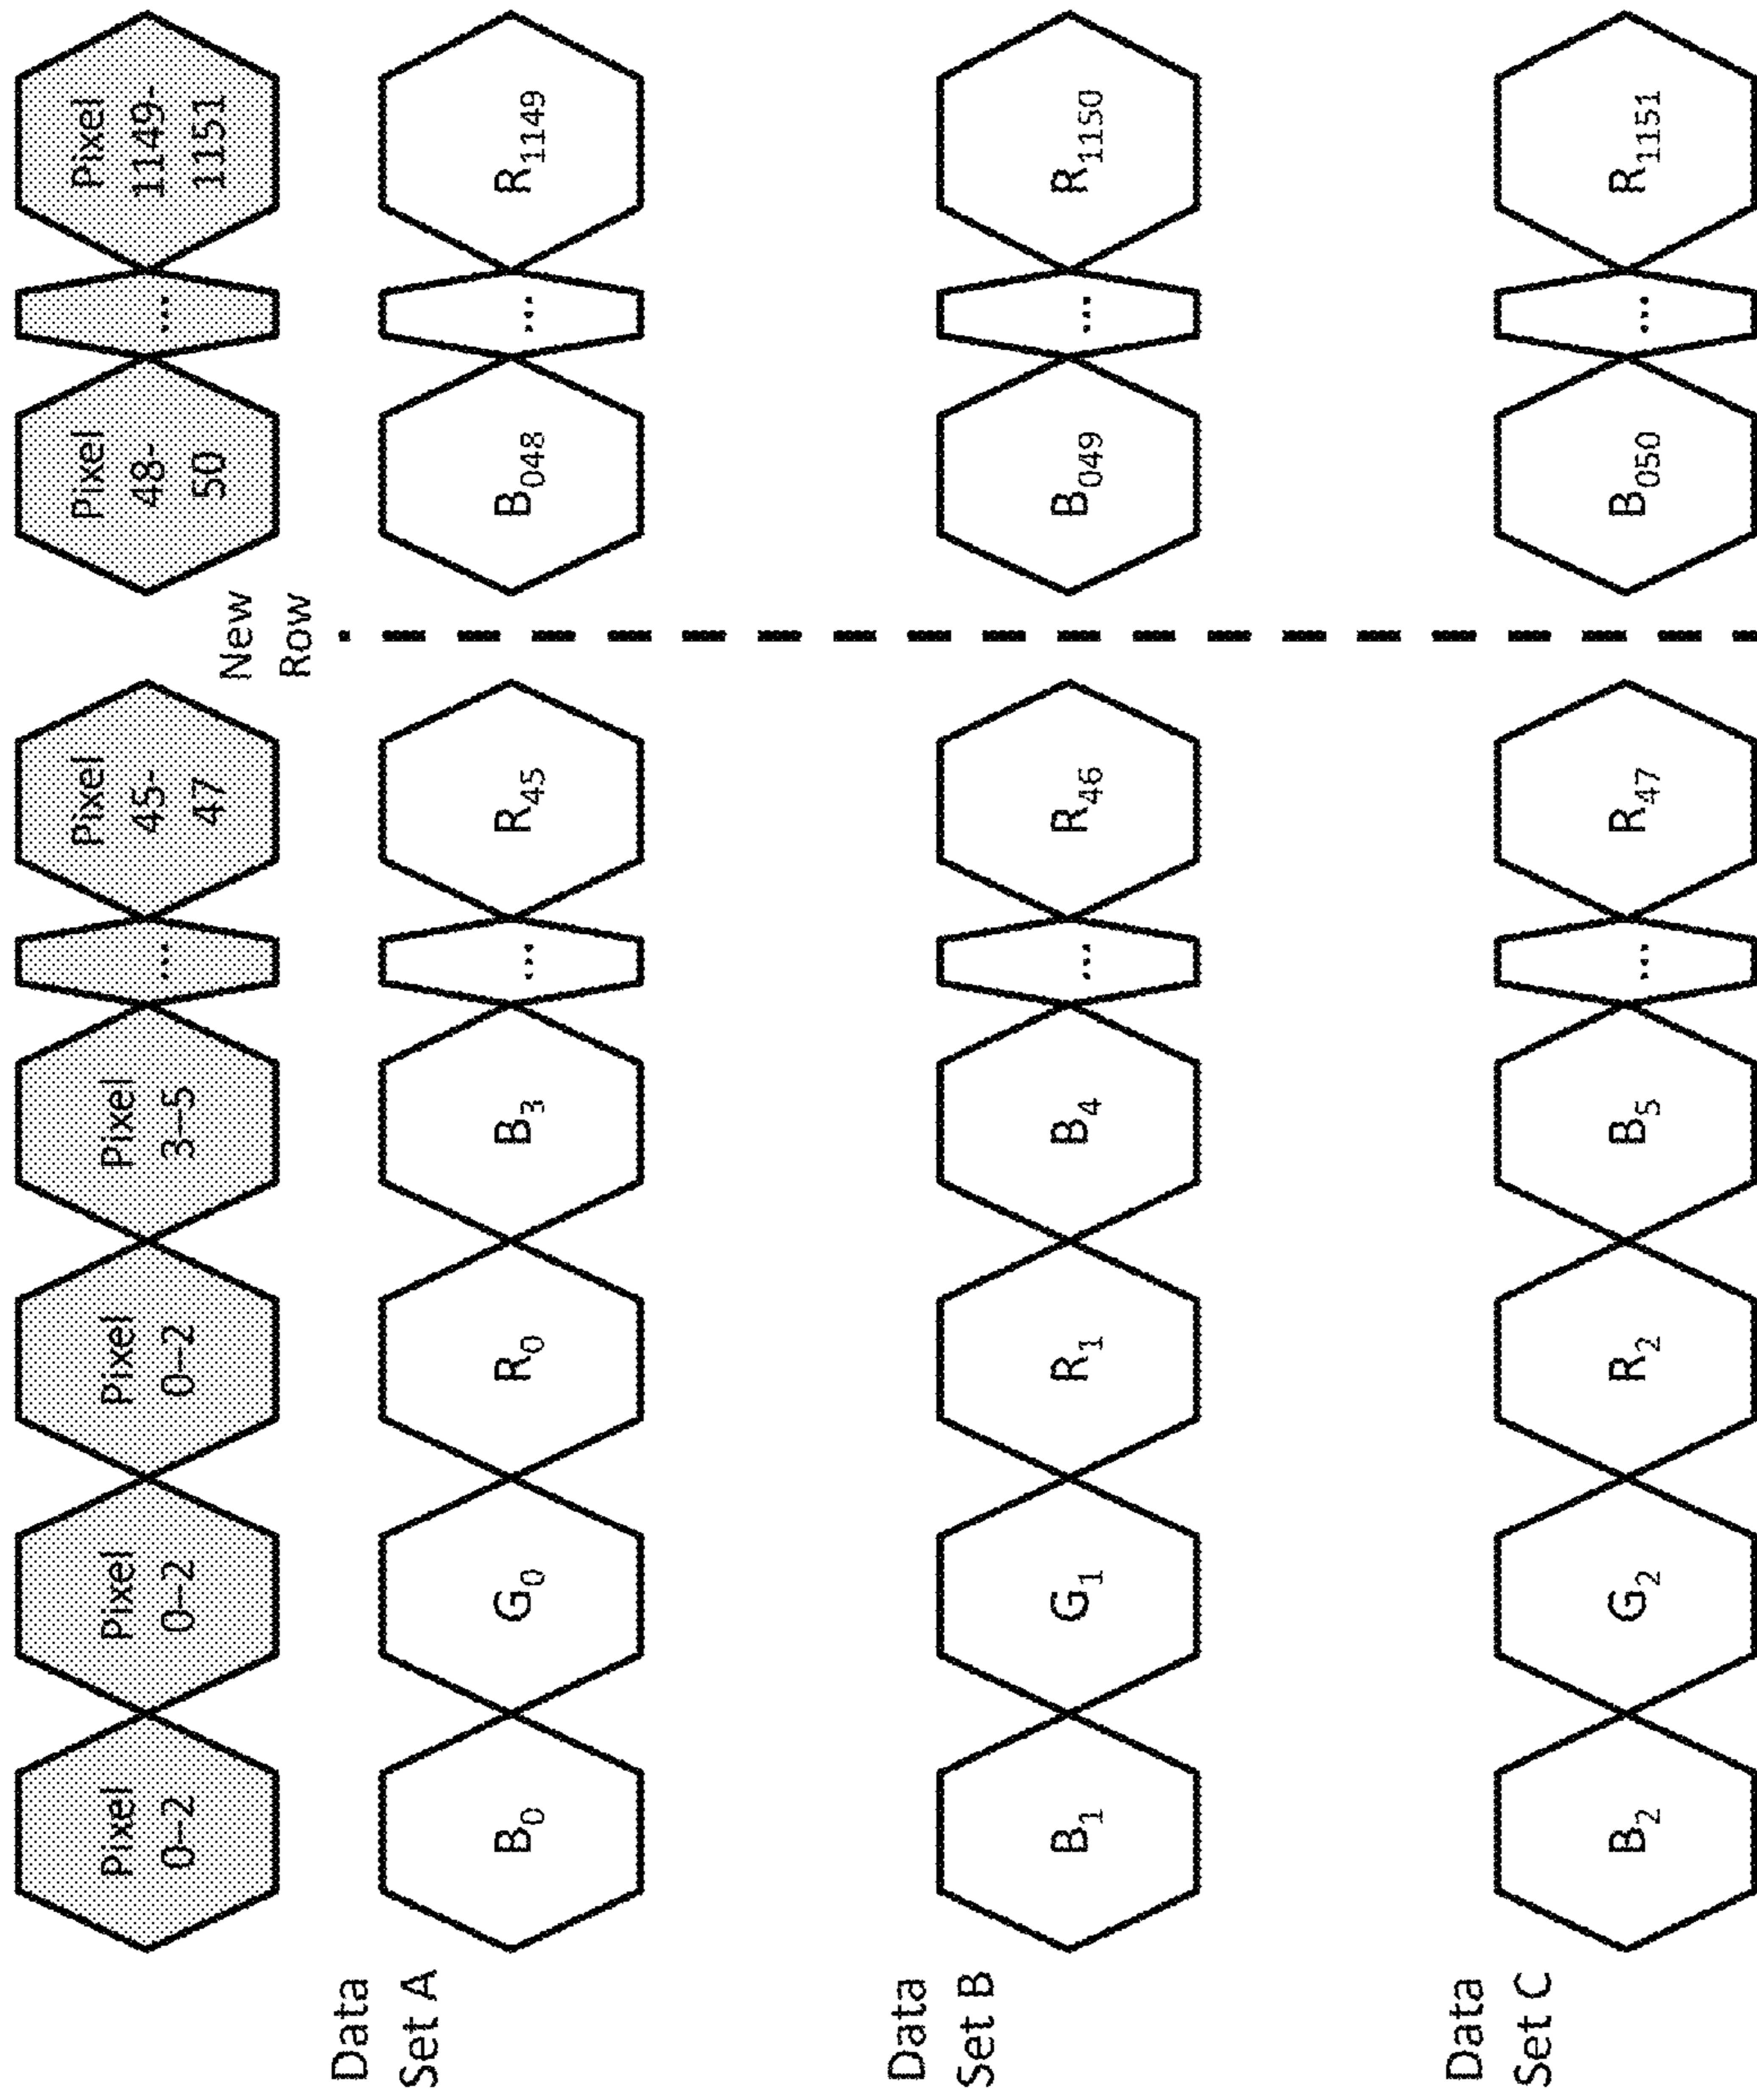 Pixel
0–2
Pixel
0–2
Pixel
0–2
Pixel
3–5
...
Pixel
45-
47
New
Row
Pixel
48-
50
...
Pixel
1149-
1151
Data
Set A
B0
G0
R0
B3
...
R45
B048
...
R1149
Data
Set B
B1
G1
R1
B4
...
R46
B049
...
R1150
Data
Set C
B2
G2
R2
B5
...
R47
B050
...
R1151